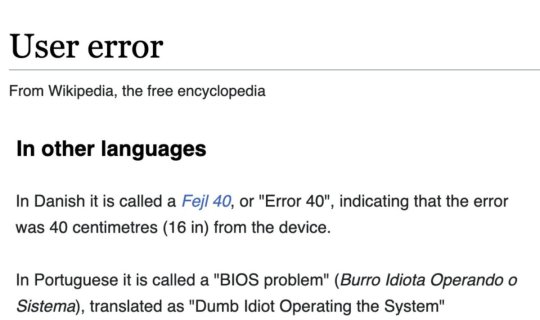 User error
From Wikipedia, the free encyclopedia
In other languages
In Danish it is called a Fejl 40, or "Error 40", indicating that the error
was 40 centimetres (16 in) from the device.
In Portuguese it is called a "BIOS problem" (Burro Idiota Operando o
Sistema), translated as "Dumb Idiot Operating the System"